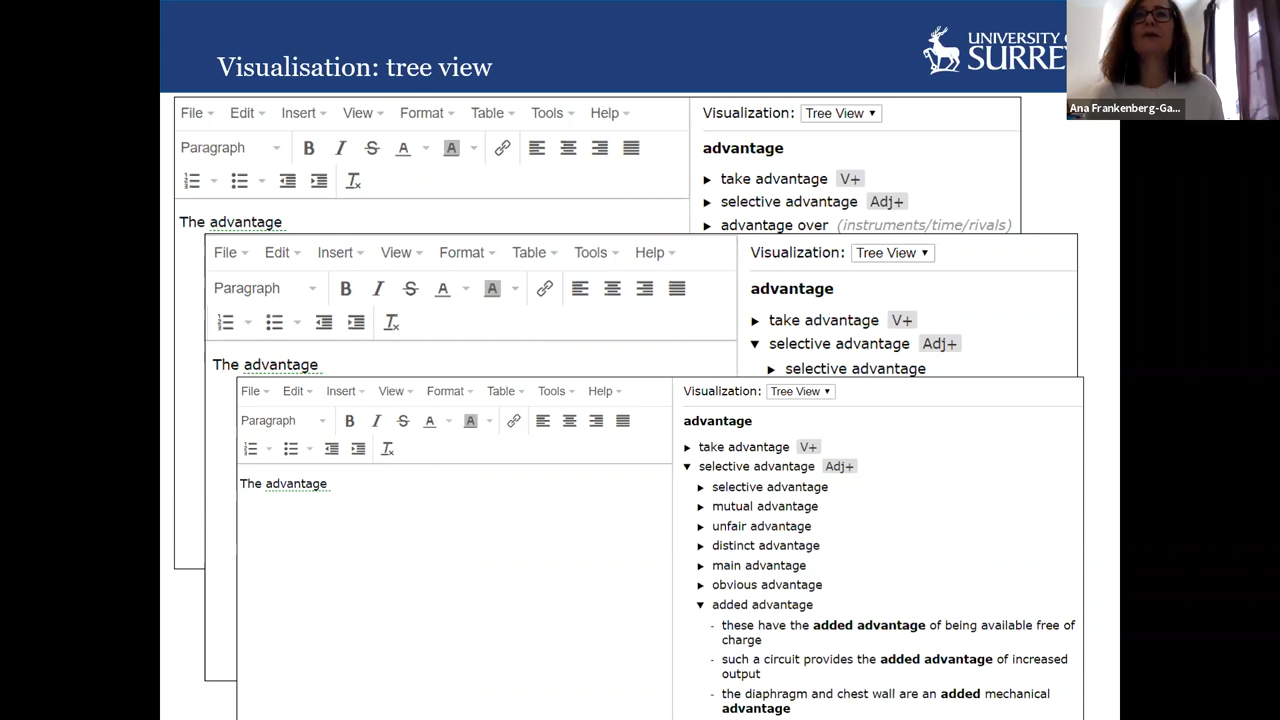 Visualisation: tree view
UNIVERSITY O
SURREY
Ana Frankenberg-Ga...
File Edit Insert View Format Table Tools Help
Paragraph B I S A A
The advantage
Visualization: Tree View
advantage
take advantage V+
selective advantage Adj+
advantage over (instruments/time/rivals)
File Edit Insert View Format Table Tools Help
Paragraph B I S A A
The advantage
Visualization: Tree View
advantage
take advantage V+
selective advantage Adj+
selective advantage
File Edit Insert View Format Table Tools Help
Paragraph B I S A A
The advantage
Visualization: Tree View
advantage
take advantage V+
selective advantage Adj+
selective advantage
mutual advantage
unfair advantage
distinct advantage
main advantage
obvious advantage
added advantage
- these have the added advantage of being available free of
charge
- such a circuit provides the added advantage of increased
output
- the diaphragm and chest wall are an added mechanical
advantage